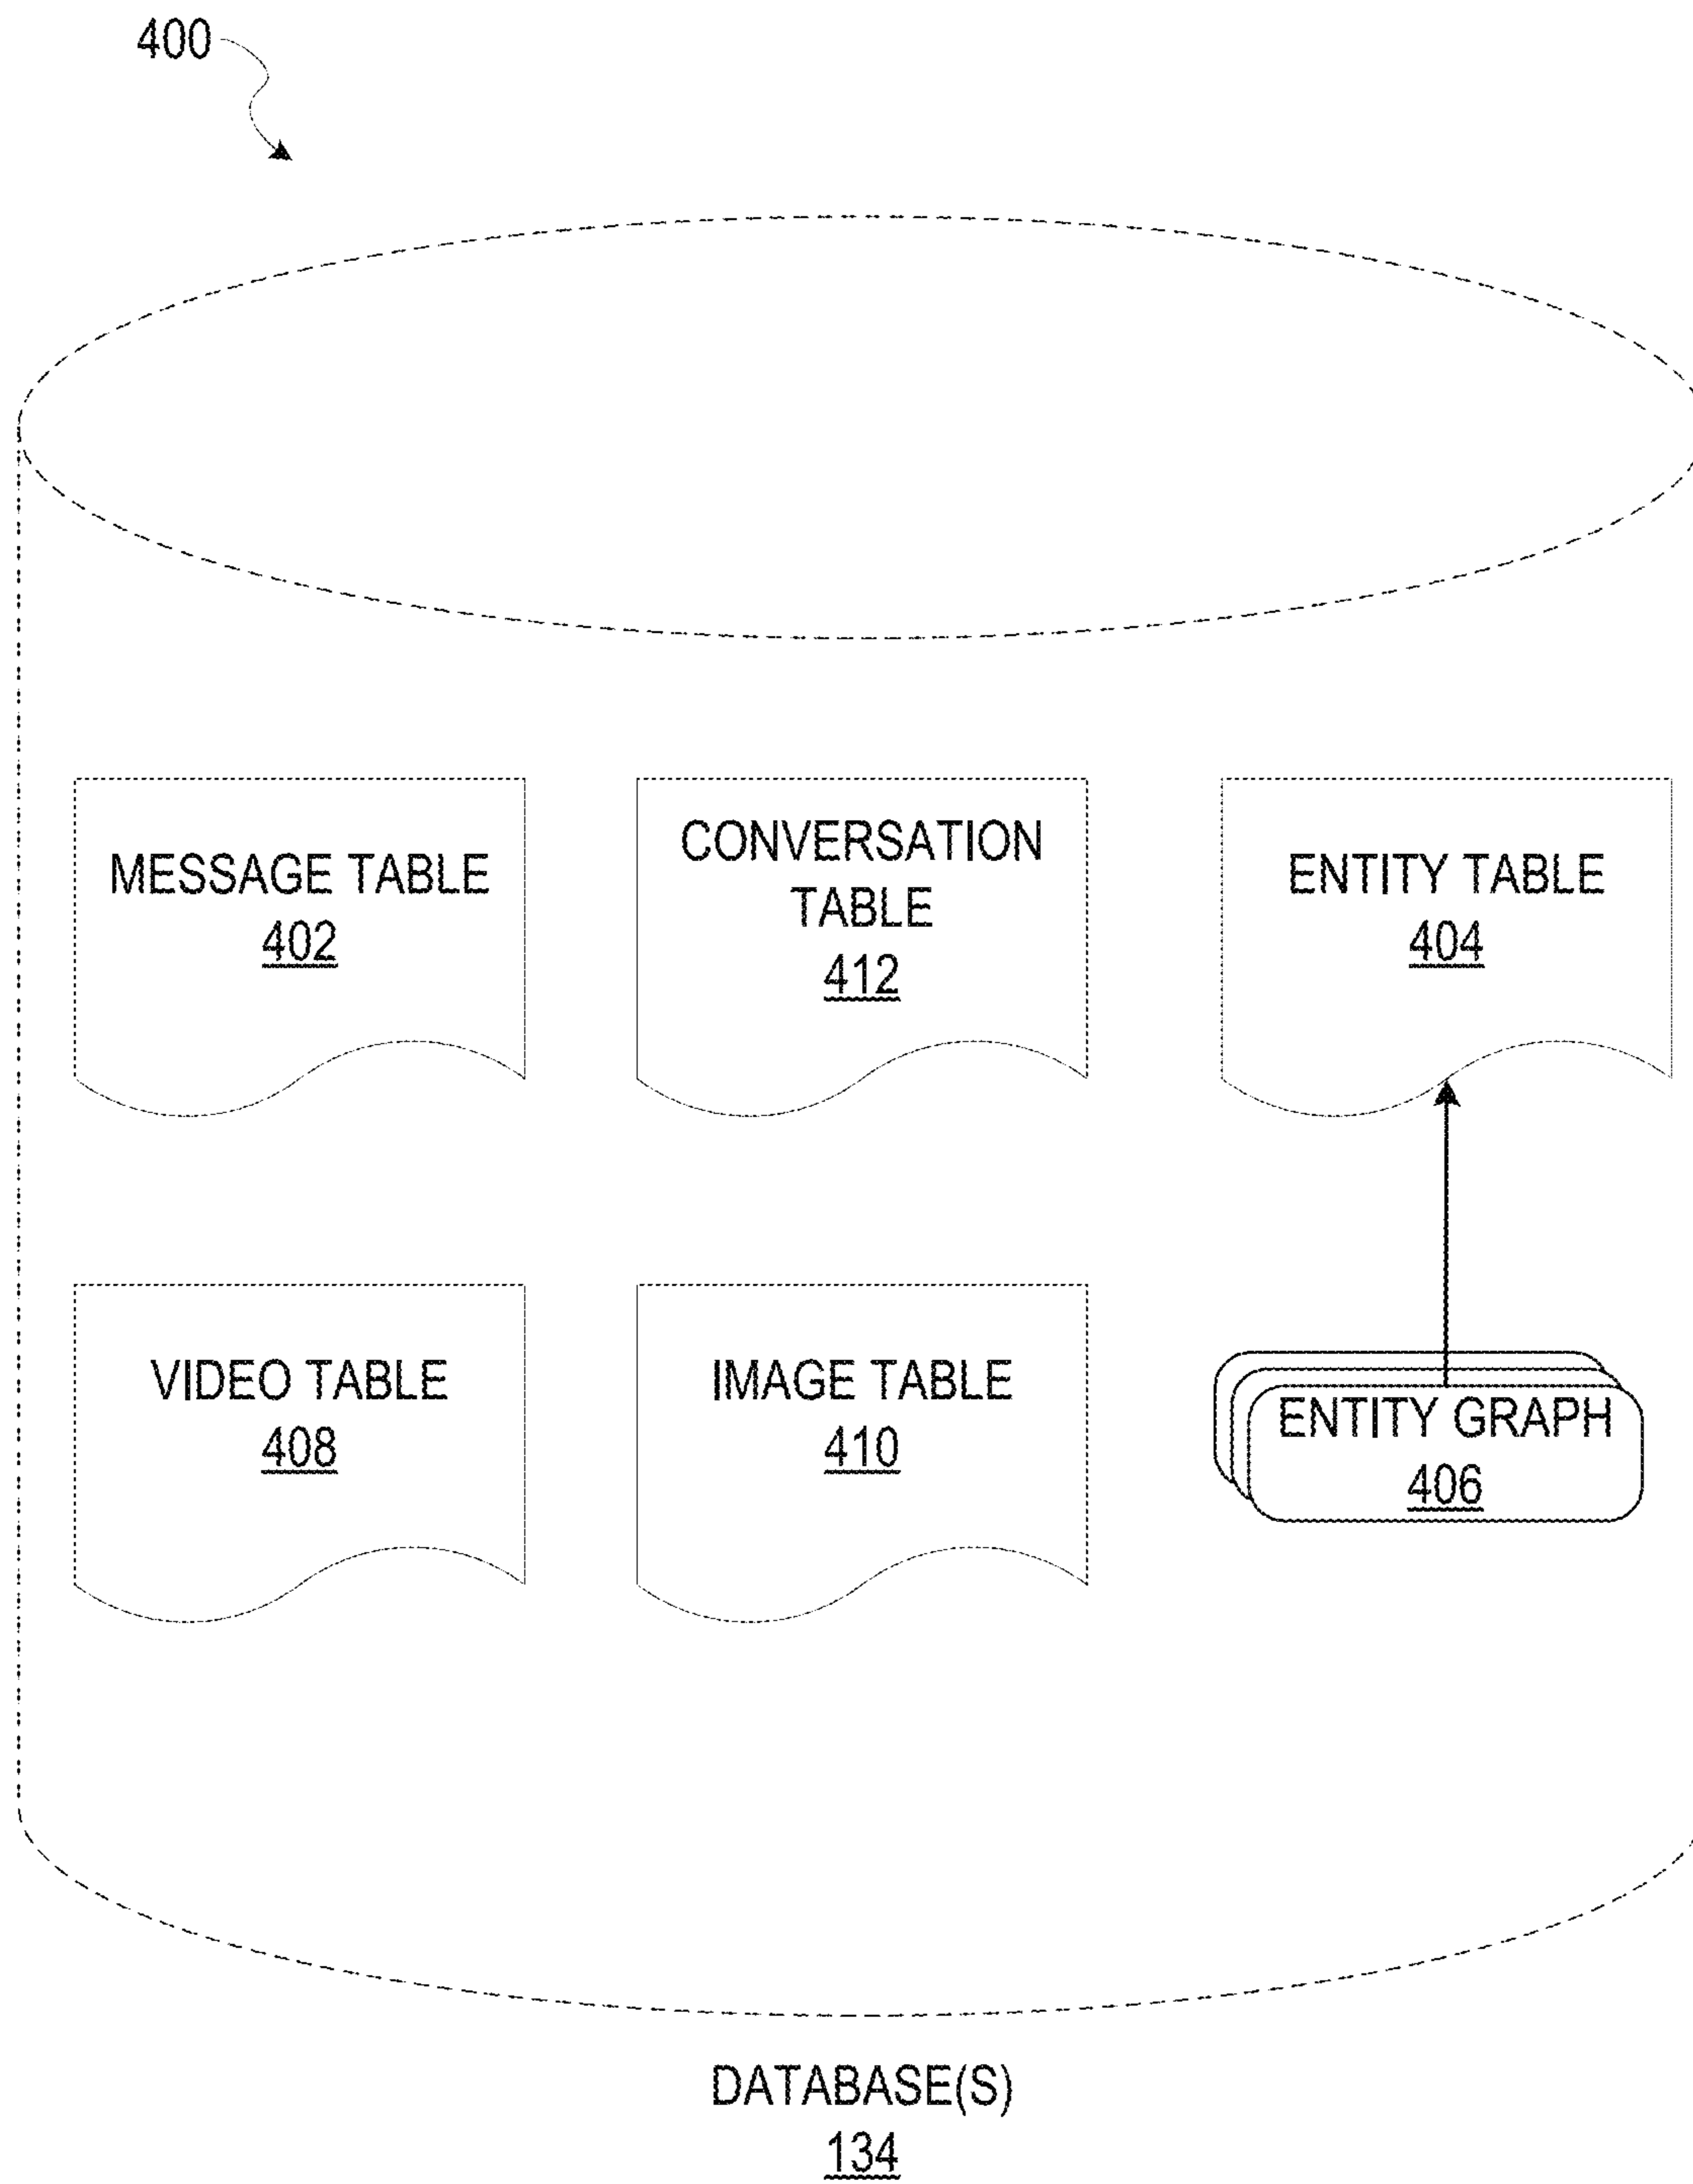 400
MESSAGE TABLE
402
CONVERSATION
TABLE
412
ENTITY TABLE
404
VIDEO TABLE
408
IMAGE TABLE
410
ENTITY GRAPH
406
DATABASE(S)
134